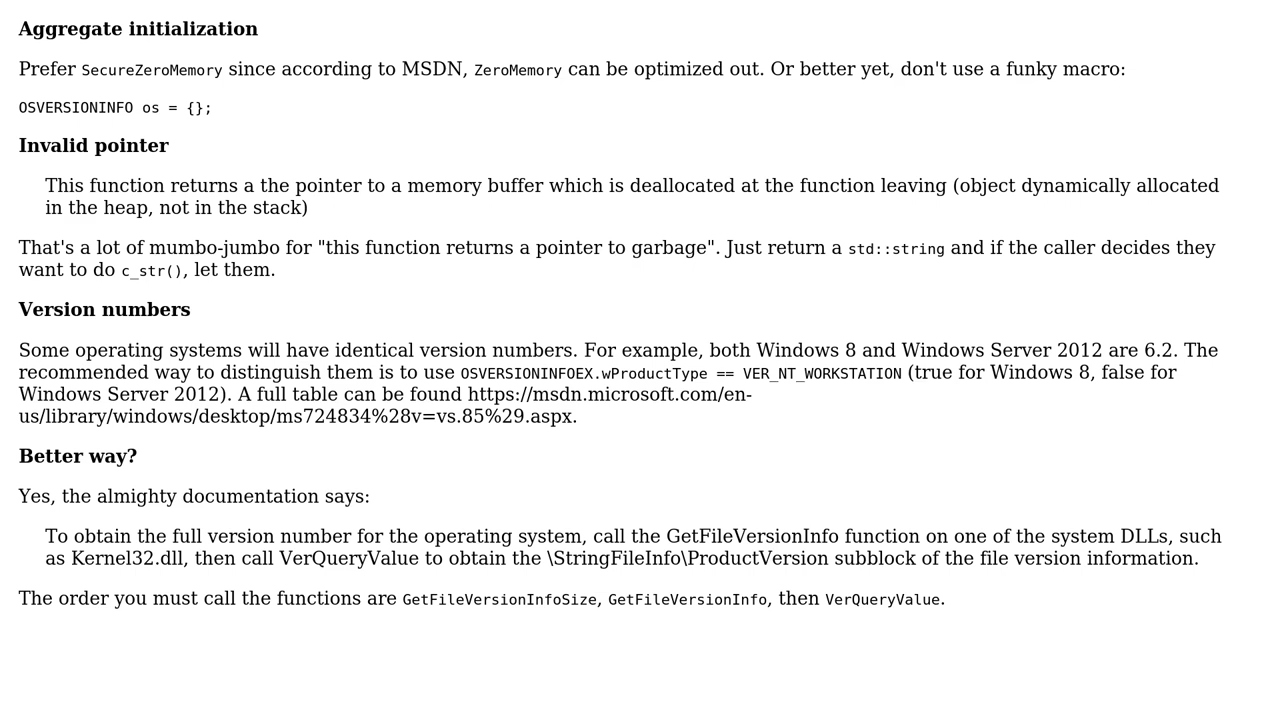 Aggregate initialization
Prefer SecureZeroMemory since according to MSDN, ZeroMemory can be optimized out. Or better yet, don't use a funky macro:
OSVERSIONINFO os = {};
Invalid pointer
This function returns a the pointer to a memory buffer which is deallocated at the function leaving (object dynamically allocated
in the heap, not in the stack)
That's a lot of mumbo-jumbo for "this function returns a pointer to garbage". Just return a std::string and if the caller decides they
want to do c_str(), let them.
Version numbers
Some operating systems will have identical version numbers. For example, both Windows 8 and Windows Server 2012 are 6.2. The
recommended way to distinguish them is to use OSVERSIONINFOEX.wProductType == VER_NT_WORKSTATION (true for Windows 8, false for
Windows Server 2012). A full table can be found https://msdn.microsoft.com/en-
us/library/windows/desktop/ms724834%28v=vs.85%29.aspx.
Better way?
Yes, the almighty documentation says:
To obtain the full version number for the operating system, call the GetFileVersionInfo function on one of the system DLLs, such
as Kernel32.dll, then call VerQueryValue to obtain the \StringFileInfo\ProductVersion subblock of the file version information.
The order you must call the functions are GetFileVersionInfoSize, GetFileVersionInfo, then VerQueryValue.